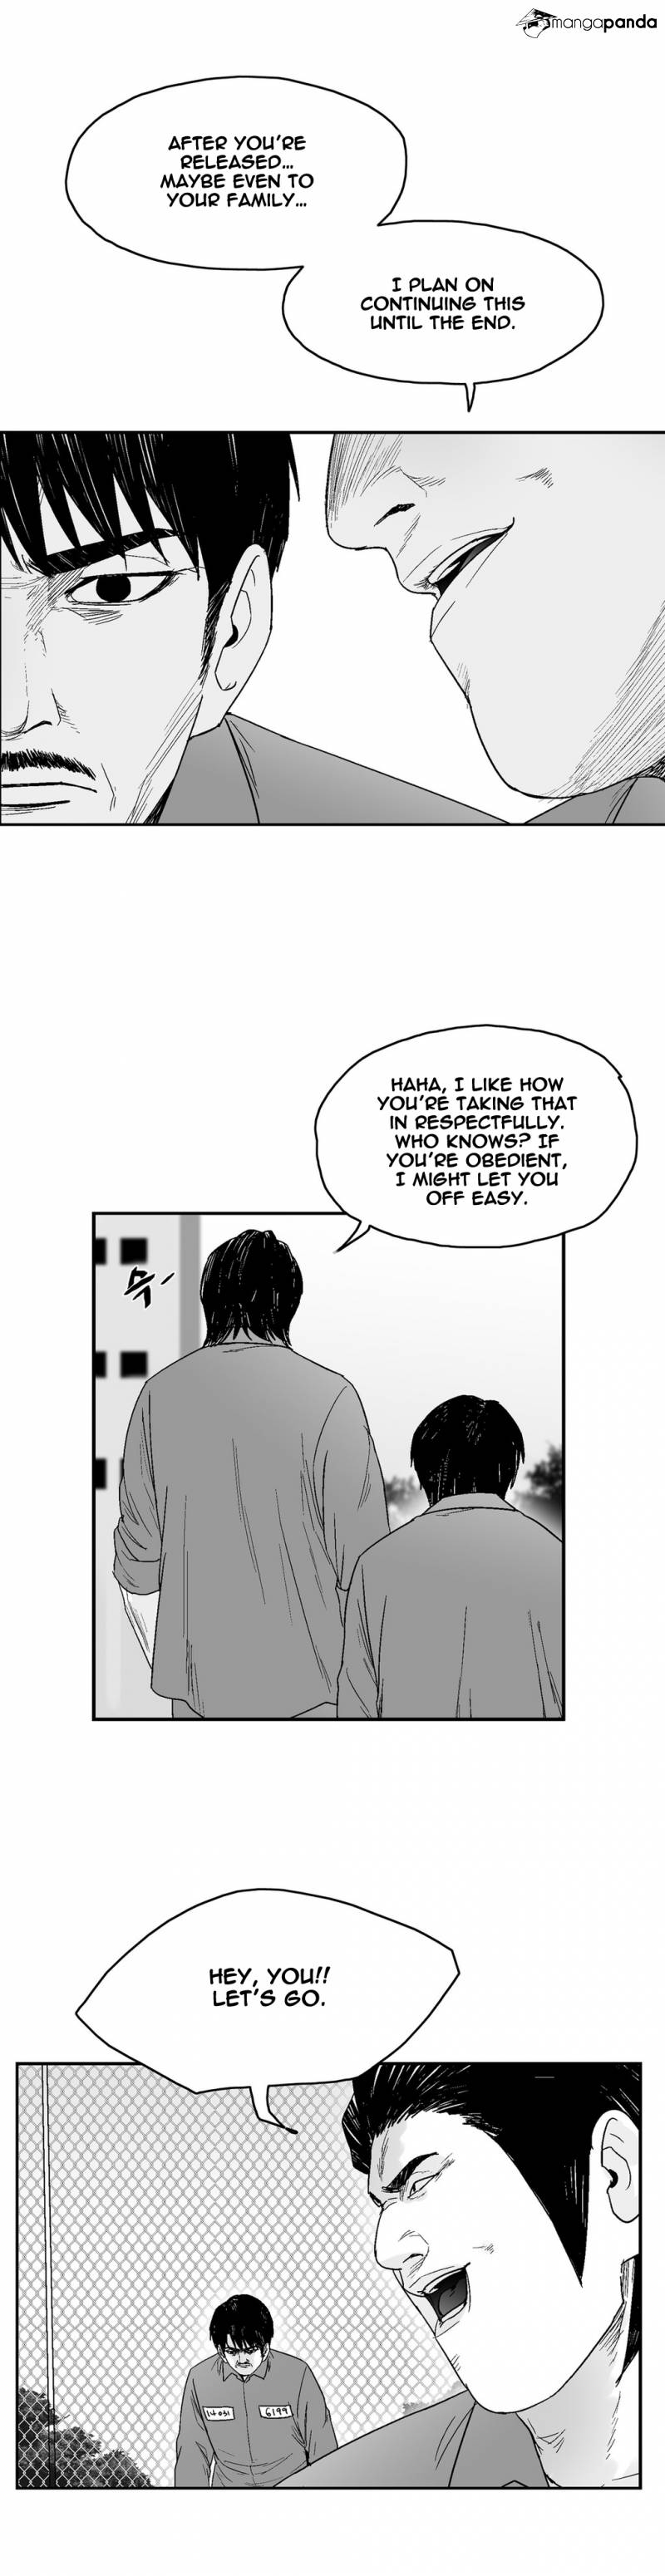 mangapanda
AFTER YOU'RE
RELEASED...
MAYBE EVEN TO
YOUR FAMILY...
I PLAN ON
CONTINUING THIS
UNTIL THE END.
HAHA, I LIKE HOW
YOU'RE TAKING THAT
IN RESPECTFULLY.
WHO KNOWS? IF
YOU'RE OBEDIENT,
I MIGHT LET YOU
OFF EASY.
HEY, YOU!!
LET'S GO.
6199